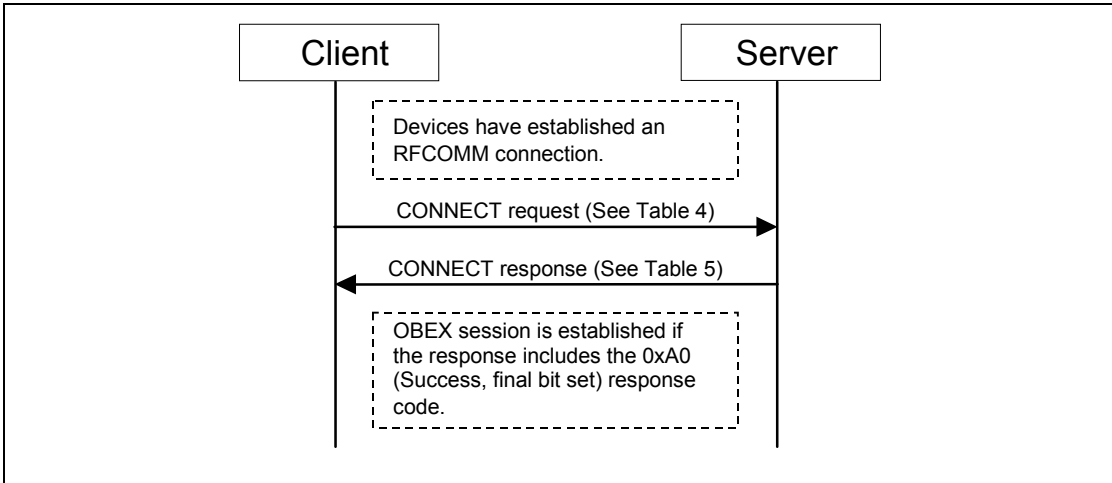 Client
Server
Devices have established an
RFCOMM connection.
CONNECT request (See Table 4)
CONNECT response (See Table 5)
OBEX session is established if
the response includes the 0xA0
(Success, final bit set) response
code.